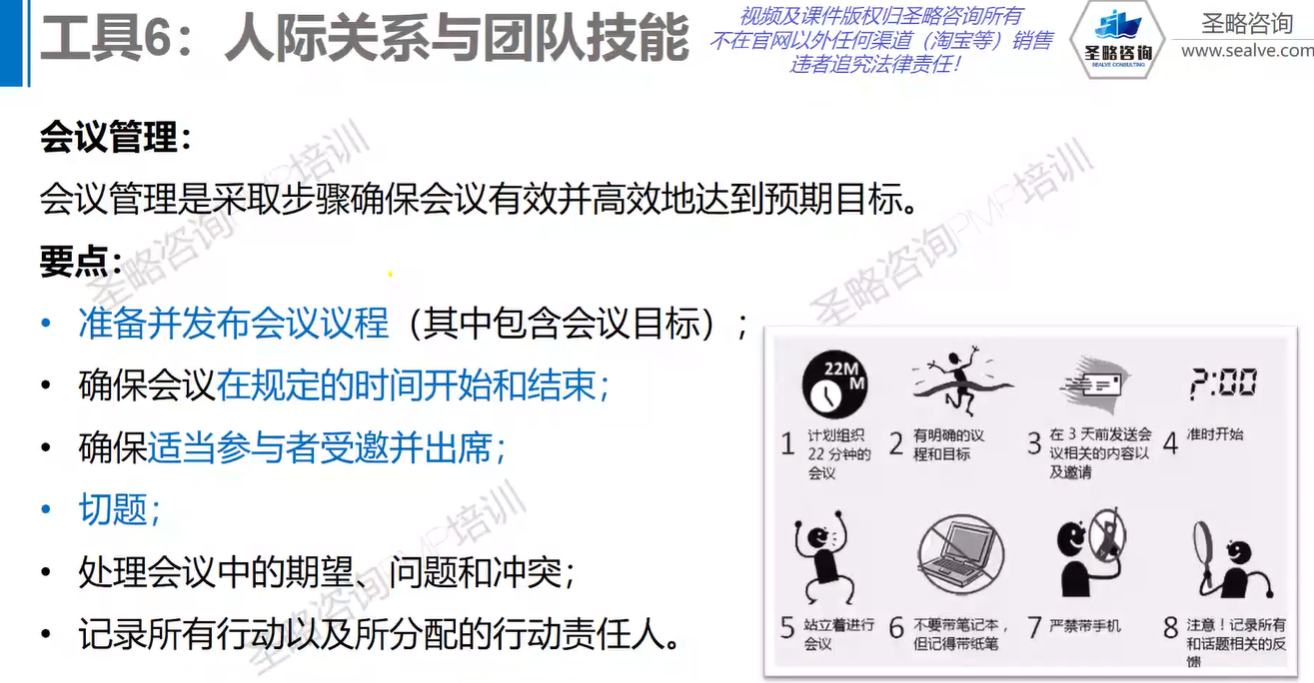 工具6：人际关系与团队技能
视频及课件版权归圣略咨询所有
不在官网以外任何渠道（淘宝等）销售
违者追究法律责任！
圣略咨询
SEALVE CONSULTING
圣略咨询
www.sealve.com
会议管理：
会议管理是采取步骤确保会议有效并高效地达到预期目标。
要点：
• 准备并发布会议议程（其中包含会议目标）；
• 确保会议在规定的时间开始和结束；
• 确保适当参与者受邀并出席；
• 切题；
• 处理会议中的期望、问题和冲突；
• 记录所有行动以及所分配的行动责任人。
22M
M
1 计划组织
22 分钟的
会议
2 有明确的议
程和目标
3 在 3 天前发送会
议相关的内容以
及邀请
?:00
4 准时开始
5 站立着进行
会议
6 不要带笔记本，
但记得带纸笔
7 严禁带手机
8 注意！记录所有
和话题相关的反
馈
圣略咨询PMP培训
圣略咨询PMP培训
圣略咨询PMP培训